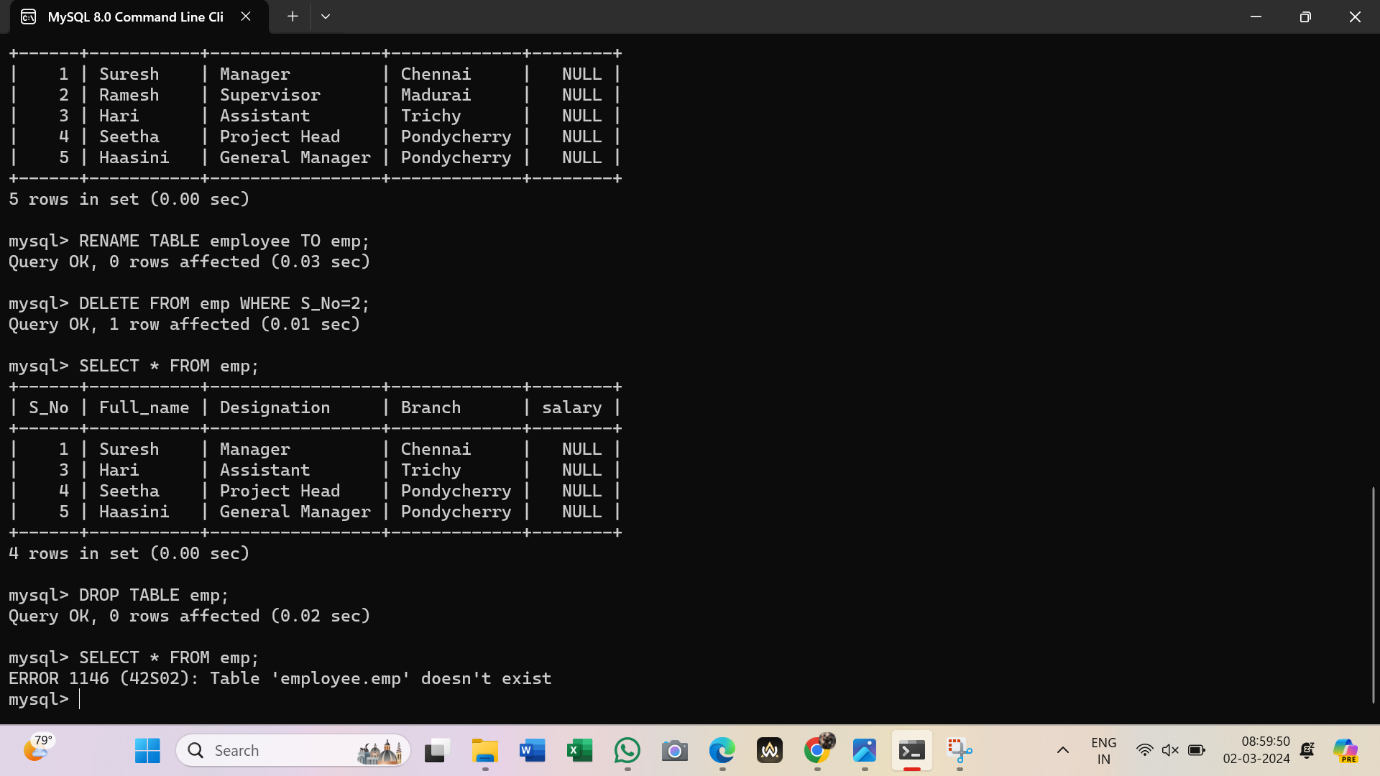 MySQL 8.0 Command Line Cli
+------+-----------+-----------------+-------------+--------+
|    1 | Suresh    | Manager         | Chennai     |   NULL |
|    2 | Ramesh    | Supervisor      | Madurai     |   NULL |
|    3 | Hari      | Assistant       | Trichy      |   NULL |
|    4 | Seetha    | Project Head    | Pondycherry |   NULL |
|    5 | Haasini   | General Manager | Pondycherry |   NULL |
+------+-----------+-----------------+-------------+--------+
5 rows in set (0.00 sec)
mysql> RENAME TABLE employee TO emp;
Query OK, 0 rows affected (0.03 sec)
mysql> DELETE FROM emp WHERE S_No=2;
Query OK, 1 row affected (0.01 sec)
mysql> SELECT * FROM emp;
+------+-----------+-----------------+-------------+--------+
| S_No | Full_name | Designation     | Branch      | salary |
+------+-----------+-----------------+-------------+--------+
|    1 | Suresh    | Manager         | Chennai     |   NULL |
|    3 | Hari      | Assistant       | Trichy      |   NULL |
|    4 | Seetha    | Project Head    | Pondycherry |   NULL |
|    5 | Haasini   | General Manager | Pondycherry |   NULL |
+------+-----------+-----------------+-------------+--------+
4 rows in set (0.00 sec)
mysql> DROP TABLE emp;
Query OK, 0 rows affected (0.02 sec)
mysql> SELECT * FROM emp;
ERROR 1146 (42S02): Table 'employee.emp' doesn't exist
mysql>
79°
Search
ENG
IN
08:59:50
02-03-2024
PRE